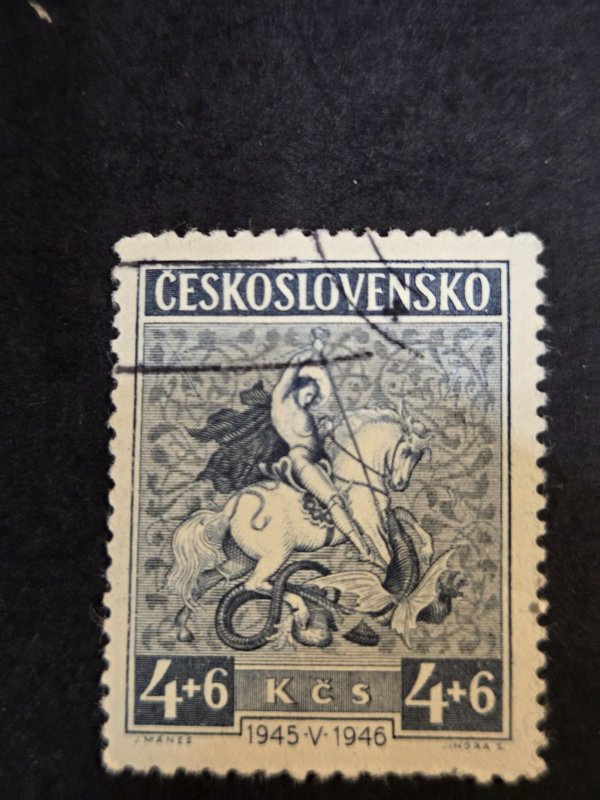 ČESKOSLOVENSKO
4+6 Kčs 4+6
1945·V·1946
J. MÁNES JINDRA S.